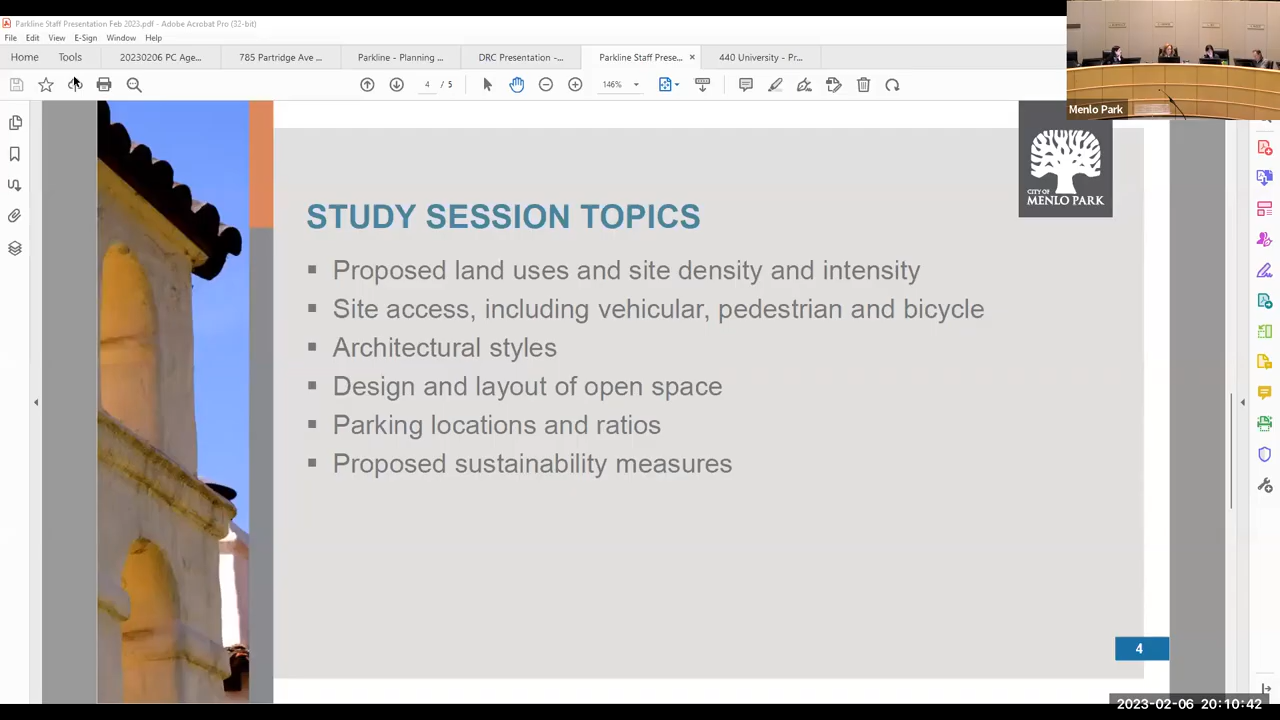 Parkline Staff Presentation Feb 2023.pdf - Adobe Acrobat Pro (32-bit)
File Edit View E-Sign Window Help
Home Tools 20230206 PC Age... 785 Partridge Ave ... Parkline - Planning ... DRC Presentation -... Parkline Staff Prese... × 440 University - Pr...
4 / 5 146%
Menlo Park
CITY OF
MENLO PARK
STUDY SESSION TOPICS
▪ Proposed land uses and site density and intensity
▪ Site access, including vehicular, pedestrian and bicycle
▪ Architectural styles
▪ Design and layout of open space
▪ Parking locations and ratios
▪ Proposed sustainability measures
4
2023-02-06 20:10:42